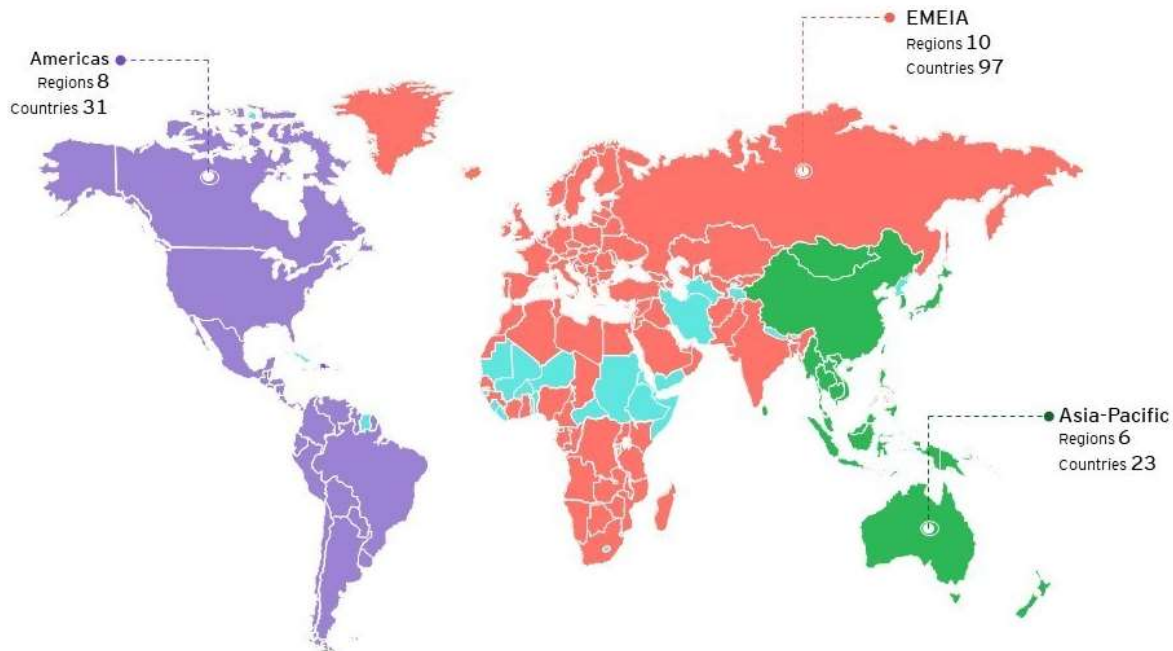 Americas
Regions 8
Countries 31
EMEIA
Regions 10
Countries 97
Asia-Pacific
Regions 6
Countries 23